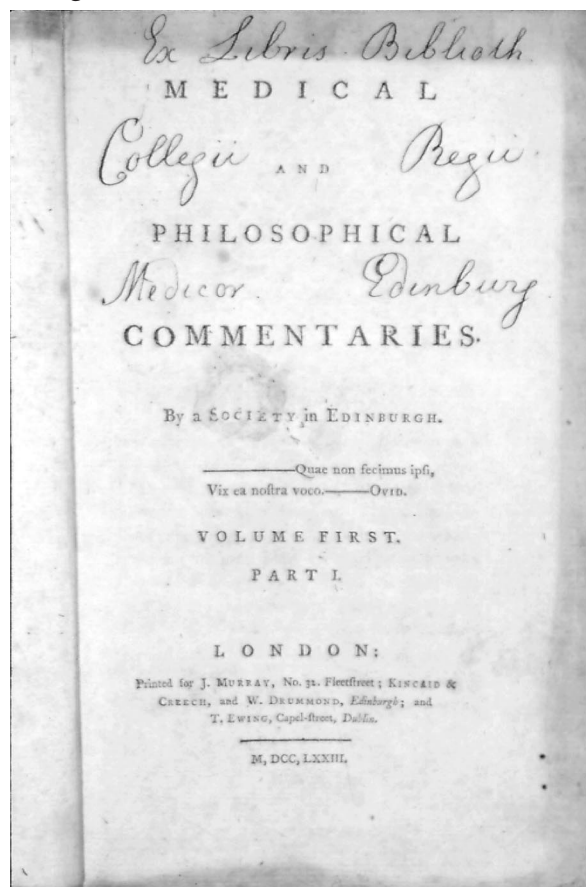 Ex Libris Biblioth
MEDICAL
Collegii AND Regii
PHILOSOPHICAL
Medicor Edinburg
COMMENTARIES.
By a SOCIETY in EDINBURGH.
————Quae non fecimus ipſi,
Vix ea noſtra voco.———OVID.
VOLUME FIRST.
PART I.
LONDON:
Printed for J. MURRAY, No. 32. Fleetſtreet; KINCAID &
CREECH, and W. DRUMMOND, Edinburgh; and
T. EWING, Capel-ſtreet, Dublin.
M, DCC, LXXIII.